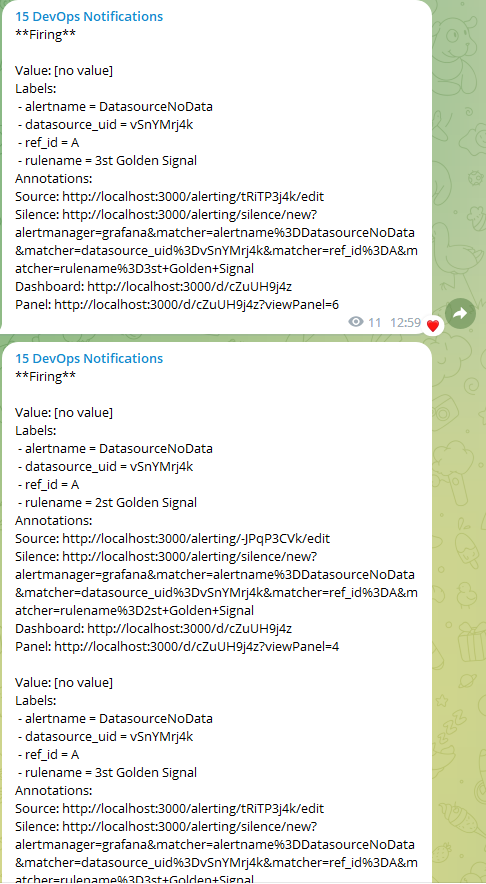 15 DevOps Notifications
**Firing**
Value: [no value]
Labels:
- alertname = DatasourceNoData
- datasource_uid = vSnYMrj4k
- ref_id = A
- rulename = 3st Golden Signal
Annotations:
Source: http://localhost:3000/alerting/tRiTP3j4k/edit
Silence: http://localhost:3000/alerting/silence/new?
alertmanager=grafana&matcher=alertname%3DDatasourceNoData
&matcher=datasource_uid%3DvSnYMrj4k&matcher=ref_id%3DA&m
atcher=rulename%3D3st+Golden+Signal
Dashboard: http://localhost:3000/d/cZuUH9j4z
Panel: http://localhost:3000/d/cZuUH9j4z?viewPanel=6
11 12:59
15 DevOps Notifications
**Firing**
Value: [no value]
Labels:
- alertname = DatasourceNoData
- datasource_uid = vSnYMrj4k
- ref_id = A
- rulename = 2st Golden Signal
Annotations:
Source: http://localhost:3000/alerting/-JPqP3CVk/edit
Silence: http://localhost:3000/alerting/silence/new?
alertmanager=grafana&matcher=alertname%3DDatasourceNoData
&matcher=datasource_uid%3DvSnYMrj4k&matcher=ref_id%3DA&m
atcher=rulename%3D2st+Golden+Signal
Dashboard: http://localhost:3000/d/cZuUH9j4z
Panel: http://localhost:3000/d/cZuUH9j4z?viewPanel=4
Value: [no value]
Labels:
- alertname = DatasourceNoData
- datasource_uid = vSnYMrj4k
- ref_id = A
- rulename = 3st Golden Signal
Annotations:
Source: http://localhost:3000/alerting/tRiTP3j4k/edit
Silence: http://localhost:3000/alerting/silence/new?
alertmanager=grafana&matcher=alertname%3DDatasourceNoData
&matcher=datasource_uid%3DvSnYMrj4k&matcher=ref_id%3DA&m
atcher=rulename%3D3st+Golden+Signal